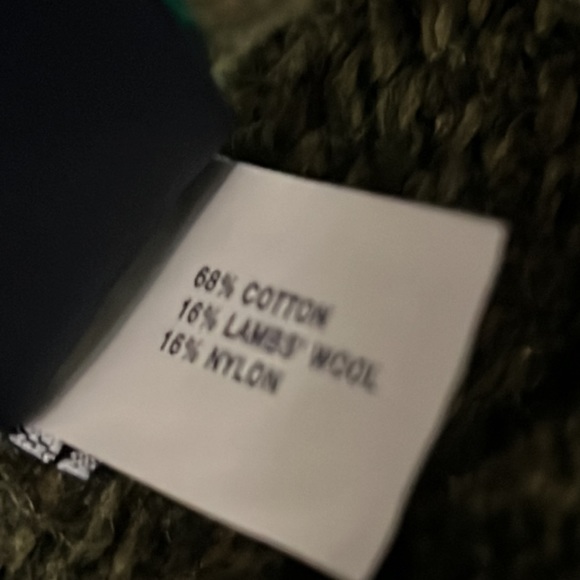 68% COTTON
16% LAMBS' WOOL
16% NYLON